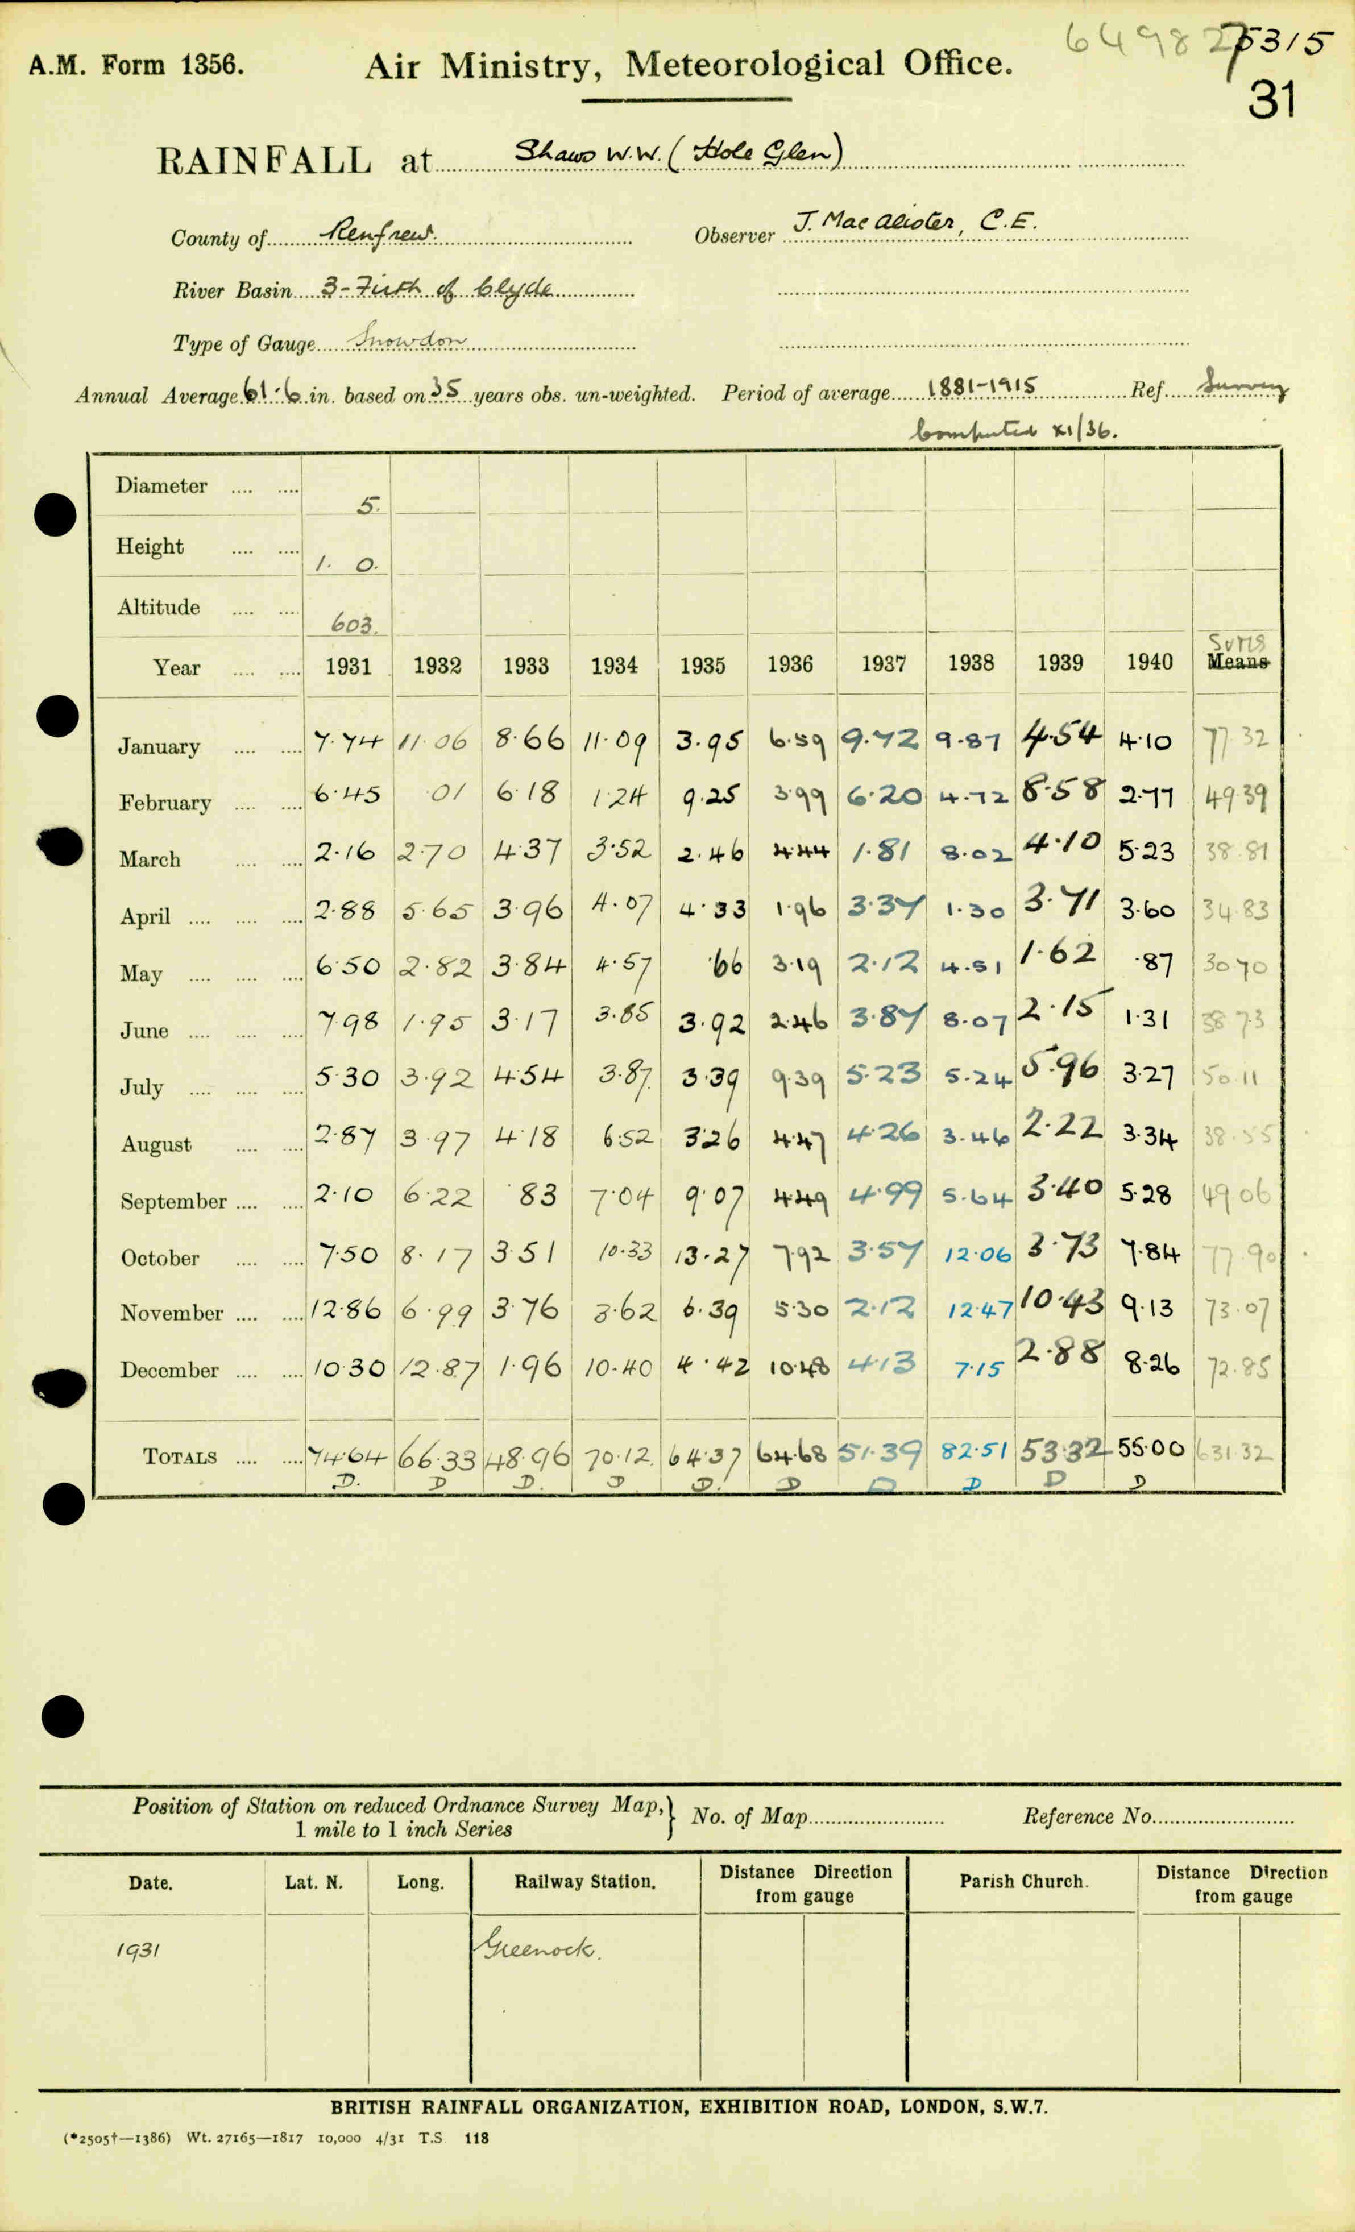 A.M. Form 1356.
Air Ministry, Meteorological Office.
649827
5315
31
RAINFALL at Shaws W.W. (Hole Glen)
County of Renfrew. Observer J. MacAlister, C.E.
River Basin 3-Firth of Clyde
Type of Gauge Snowdon
Annual Average 61.6 in. based on 35 years obs. un-weighted. Period of average 1881-1915 Ref. Survey
Computed XI/36.
Diameter 5.
Height 1. 0.
Altitude 603.
Sums
Year 1931 1932 1933 1934 1935 1936 1937 1938 1939 1940 Means
January 7.74 11.06 8.66 11.09 3.95 6.59 9.72 9.87 4.54 4.10 77.32
February 6.45 .01 6.18 1.24 9.25 3.99 6.20 4.72 8.58 2.77 49.39
March 2.16 2.70 4.37 3.52 2.46 4.44 1.81 8.02 4.10 5.23 38.81
April 2.88 5.65 3.96 4.07 4.33 1.96 3.37 1.30 3.71 3.60 34.83
May 6.50 2.82 3.84 4.57 .66 3.19 2.12 4.51 1.62 .87 30.70
June 7.98 1.95 3.17 3.85 3.92 2.46 3.87 8.07 2.15 1.31 38.73
July 5.30 3.92 4.54 3.87 3.39 9.39 5.23 5.24 5.96 3.27 50.11
August 2.87 3.97 4.18 6.52 3.26 4.47 4.26 3.46 2.22 3.34 38.55
September 2.10 6.22 .83 7.04 9.07 4.49 4.99 5.64 3.40 5.28 49.06
October 7.50 8.17 3.51 10.33 13.27 7.92 3.57 12.06 3.73 7.84 77.90
November 12.86 6.99 3.76 3.62 6.39 5.30 2.12 12.47 10.43 9.13 73.07
December 10.30 12.87 1.96 10.40 4.42 10.48 4.13 7.15 2.88 8.26 72.85
TOTALS 74.64 66.33 48.96 70.12 64.37 64.68 51.39 82.51 53.32 55.00 631.32
D. D D. D D. D D D D D
Position of Station on reduced Ordnance Survey Map, 1 mile to 1 inch Series } No. of Map Reference No.
Date. Lat. N. Long. Railway Station. Distance Direction from gauge Parish Church. Distance Direction from gauge
1931 Greenock.
BRITISH RAINFALL ORGANIZATION, EXHIBITION ROAD, LONDON, S.W.7.
(*2505†—1386) Wt. 27165—1817 10,000 4/31 T.S. 118